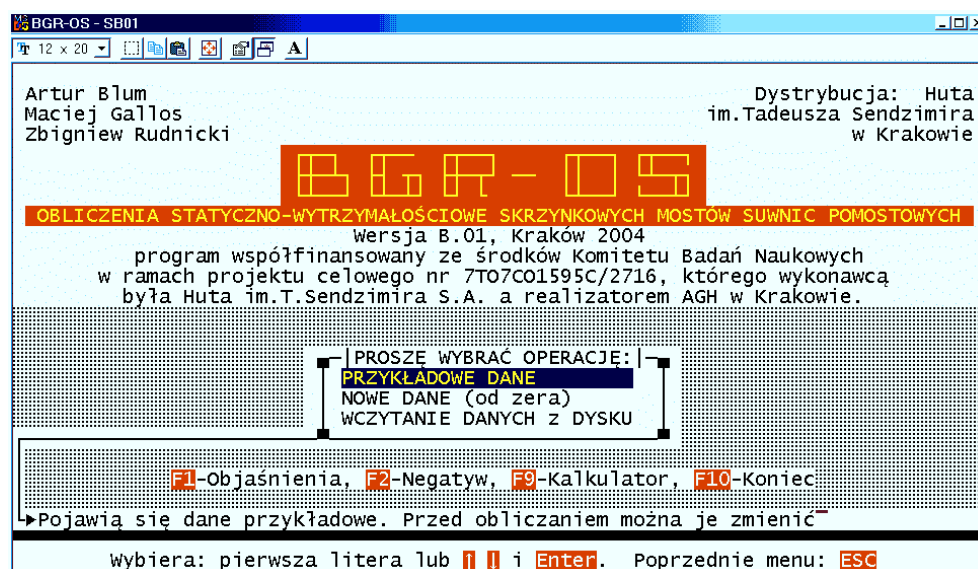 BGR-OS - SB01
12 x 20
A
Artur Blum
Maciej Gallos
Zbigniew Rudnicki
Dystrybucja: Huta
im.Tadeusza Sendzimira
w Krakowie
BGR-OS
OBLICZENIA STATYCZNO-WYTRZYMAŁOŚCIOWE SKRZYNKOWYCH MOSTÓW SUWNIC POMOSTOWYCH
Wersja B.01, Kraków 2004
program współfinansowany ze środków Komitetu Badań Naukowych
w ramach projektu celowego nr 7T07C01595C/2716, którego wykonawcą
była Huta im.T.Sendzimira S.A. a realizatorem AGH w Krakowie.
PROSZĘ WYBRAĆ OPERACJĘ:
PRZYKŁADOWE DANE
NOWE DANE (od zera)
WCZYTANIE DANYCH z DYSKU
F1-Objaśnienia, F2-Negatyw, F9-Kalkulator, F10-Koniec
Pojawią się dane przykładowe. Przed obliczaniem można je zmienić
Wybiera: pierwsza litera lub ↑ ↓ i Enter. Poprzednie menu: ESC